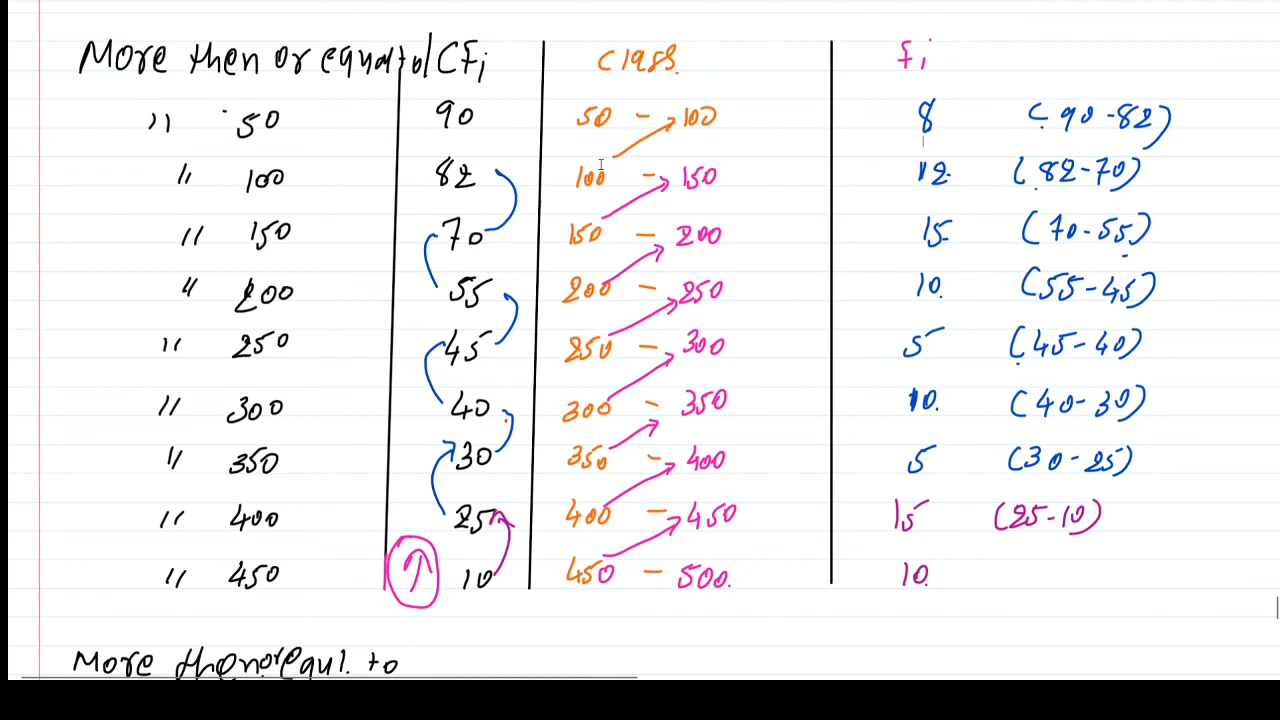 More then or equal to CFi Class. fi
" 50 90 50 - 100 8 (90-82)
" 100 82 100 - 150 12. (82-70)
" 150 70 150 - 200 15. (70-55)
" 200 55 200 - 250 10. (55-45)
" 250 45 250 - 300 5 (45-40)
" 300 40 300 - 350 10. (40-30)
" 350 30 350 - 400 5 (30-25)
" 400 25 400 - 450 15 (25-10)
" 450 10 450 - 500. 10.
More then or equl. to